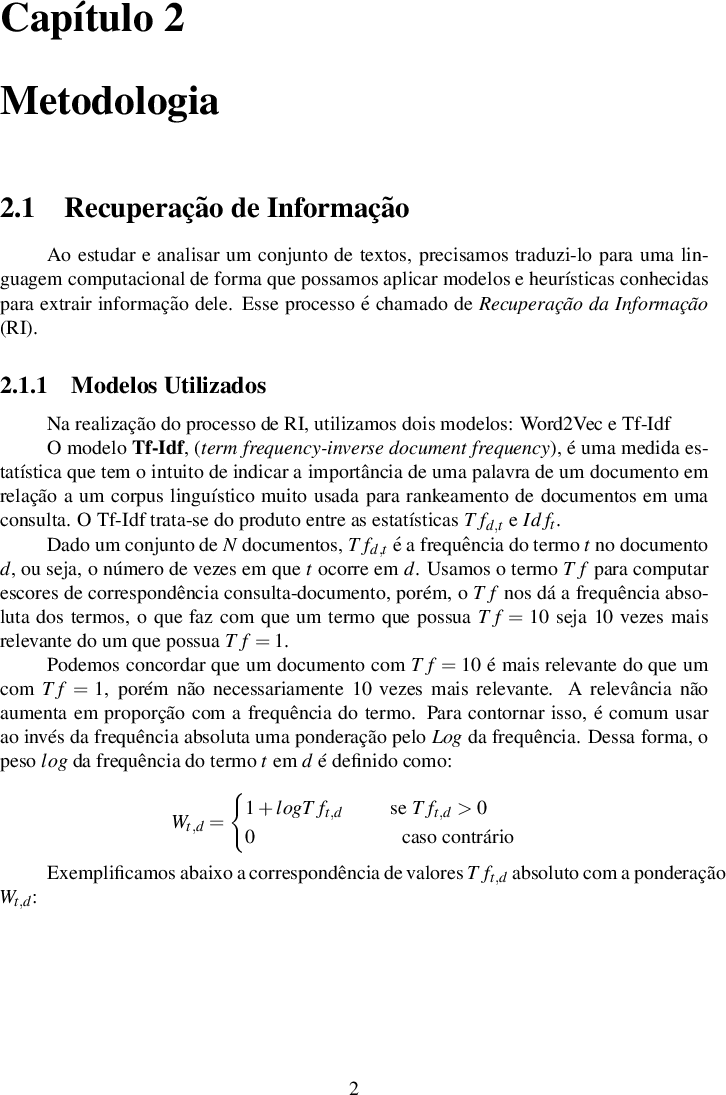 Capítulo 2
Metodologia
2.1 Recuperação de Informação
Ao estudar e analisar um conjunto de textos, precisamos traduzi-lo para uma lin-
guagem computacional de forma que possamos aplicar modelos e heurísticas conhecidas
para extrair informação dele. Esse processo é chamado de Recuperação da Informação
(RI).
2.1.1 Modelos Utilizados
Na realização do processo de RI, utilizamos dois modelos: Word2Vec e Tf-Idf
O modelo Tf-Idf, (term frequency-inverse document frequency), é uma medida es-
tatística que tem o intuito de indicar a importância de uma palavra de um documento em
relação a um corpus linguístico muito usada para rankeamento de documentos em uma
consulta. O Tf-Idf trata-se do produto entre as estatísticas Tf_{d,t} e Idf_t.
Dado um conjunto de N documentos, Tf_{d,t} é a frequência do termo t no documento
d, ou seja, o número de vezes em que t ocorre em d. Usamos o termo Tf para computar
escores de correspondência consulta-documento, porém, o Tf nos dá a frequência abso-
luta dos termos, o que faz com que um termo que possua Tf = 10 seja 10 vezes mais
relevante do um que possua Tf = 1.
Podemos concordar que um documento com Tf = 10 é mais relevante do que um
com Tf = 1, porém não necessariamente 10 vezes mais relevante. A relevância não
aumenta em proporção com a frequência do termo. Para contornar isso, é comum usar
ao invés da frequência absoluta uma ponderação pelo Log da frequência. Dessa forma, o
peso log da frequência do termo t em d é definido como:
W_{t,d} = { 1 + logTf_{t,d} se Tf_{t,d} > 0
0 caso contrário
Exemplificamos abaixo a correspondência de valores Tf_{t,d} absoluto com a ponderação
W_{t,d}:
2